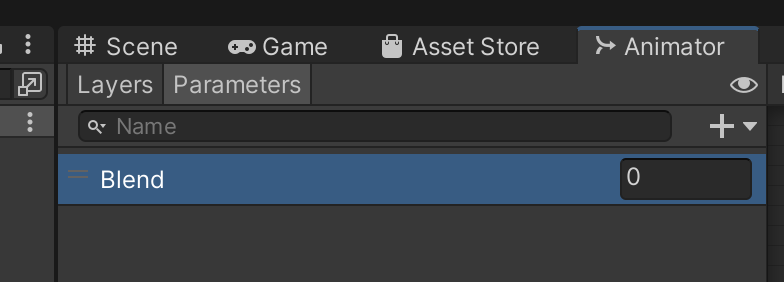 Scene Game Asset Store Animator
Layers Parameters
Name
Blend 0